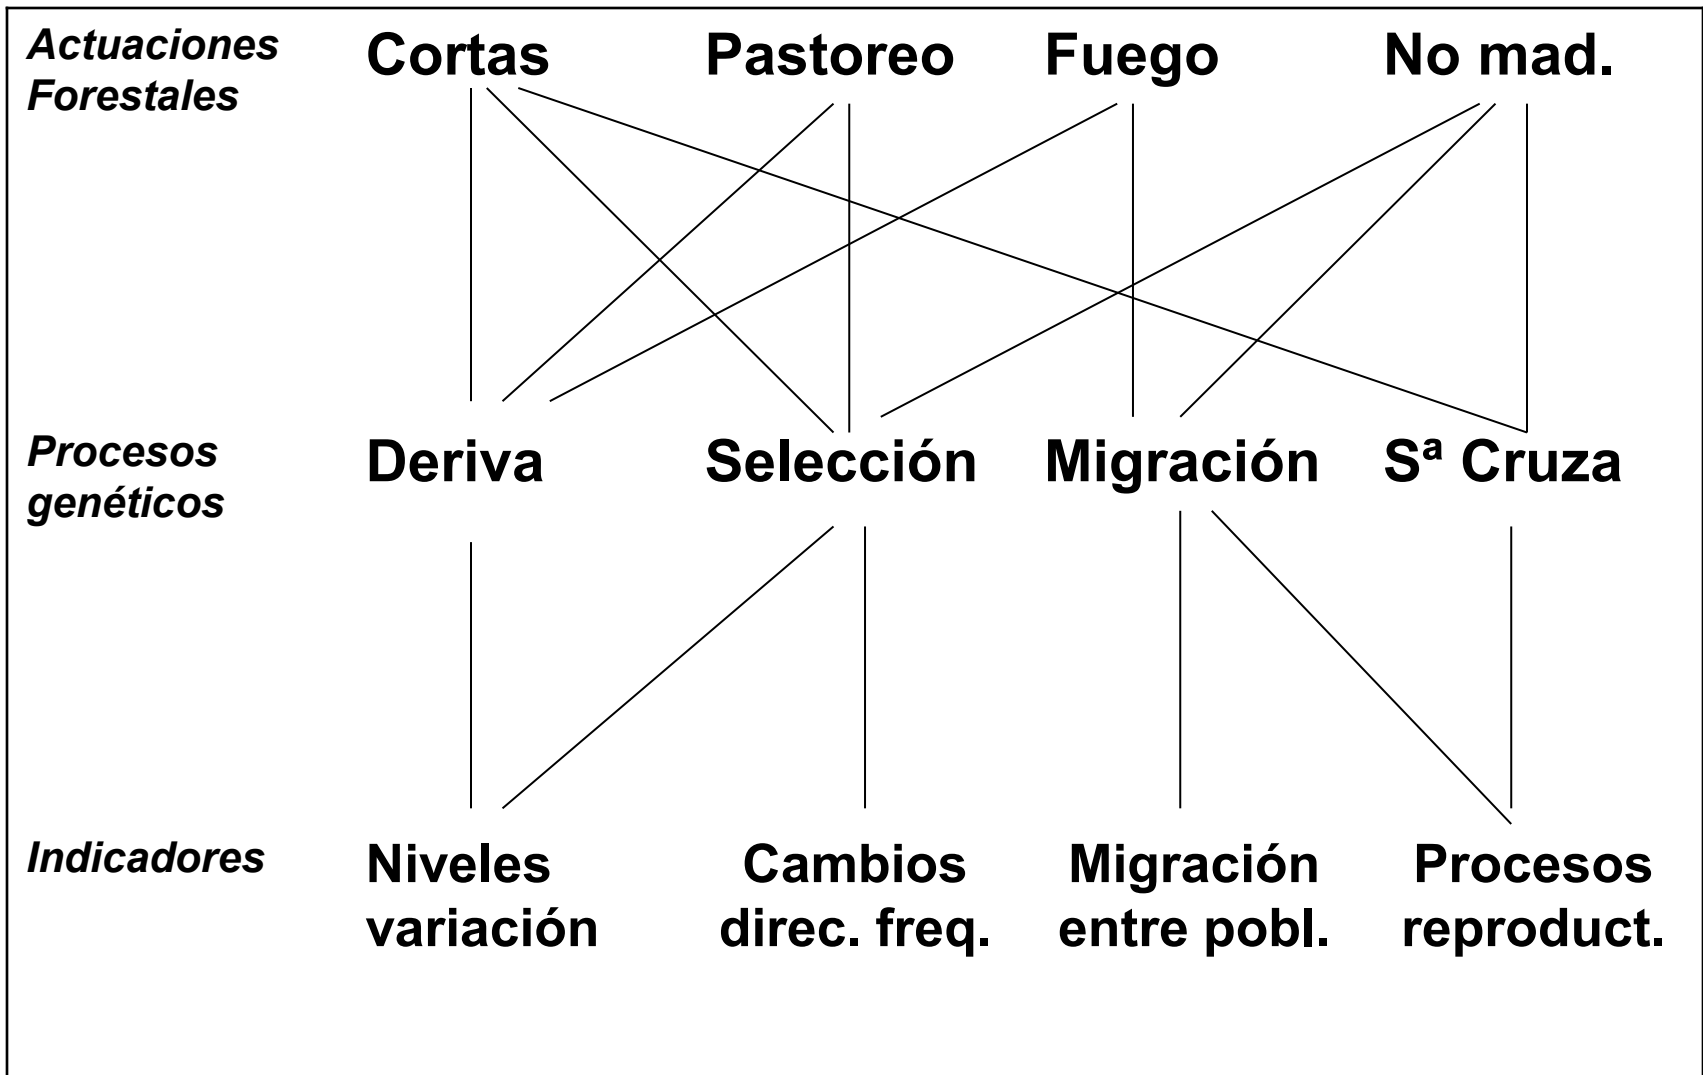 Actuaciones
Forestales
Cortas
Pastoreo
Fuego
No mad.
Procesos
genéticos
Deriva
Selección
Migración
Sª Cruza
Indicadores
Niveles
variación
Cambios
direc. freq.
Migración
entre pobl.
Procesos
reproduct.